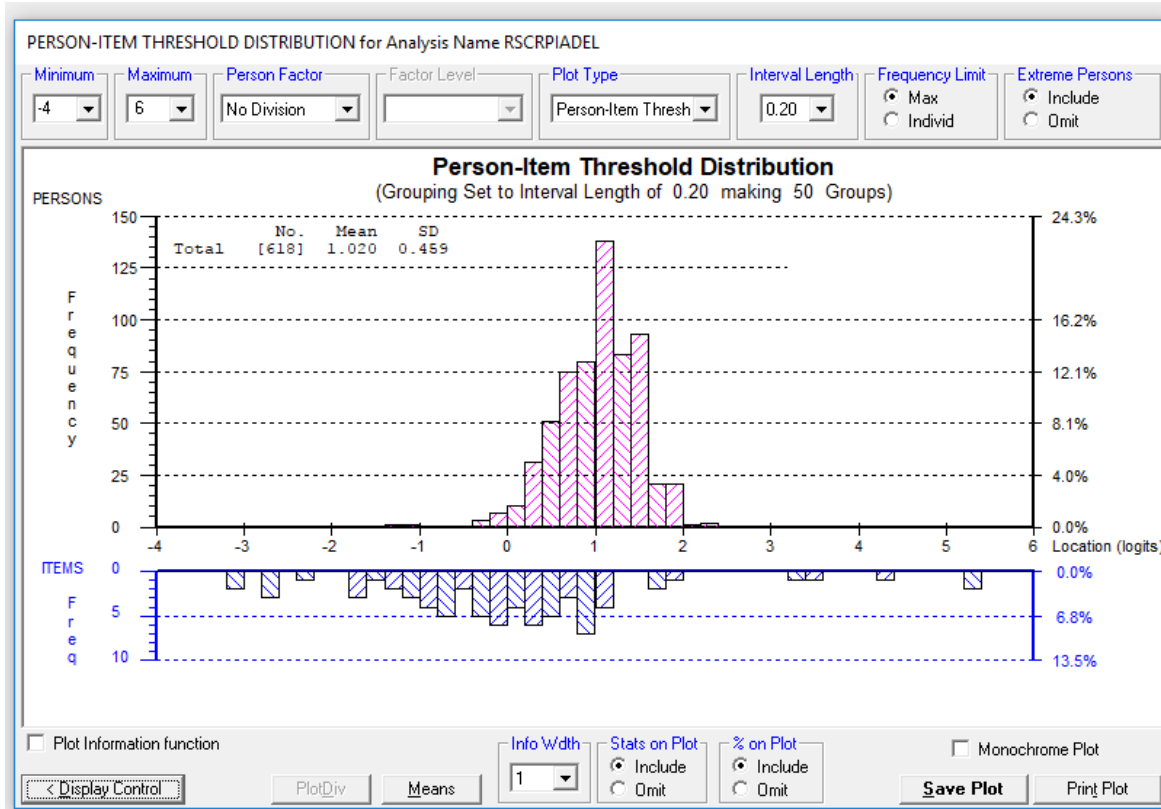 PERSON-ITEM THRESHOLD DISTRIBUTION for Analysis Name RSCRPIADEL
Minimum Maximum Person Factor Factor Level Plot Type Interval Length Frequency Limit Extreme Persons
-4 6 No Division Person-Item Thresh 0.20 Max Include
Individ Omit
Person-Item Threshold Distribution
(Grouping Set to Interval Length of 0.20 making 50 Groups)
PERSONS
150 24.3%
No. Mean SD
Total [618] 1.020 0.459
125
Frequency
100 16.2%
75 12.1%
50 8.1%
25 4.0%
0 0.0%
-4 -3 -2 -1 0 1 2 3 4 5 6 Location (logits)
ITEMS 0 0.0%
Freq
5 6.8%
10 13.5%
Plot Information function
Info Wdth Stats on Plot % on Plot
1 Include Include
Omit Omit
Monochrome Plot
< Display Control PlotDiv Means Save Plot Print Plot